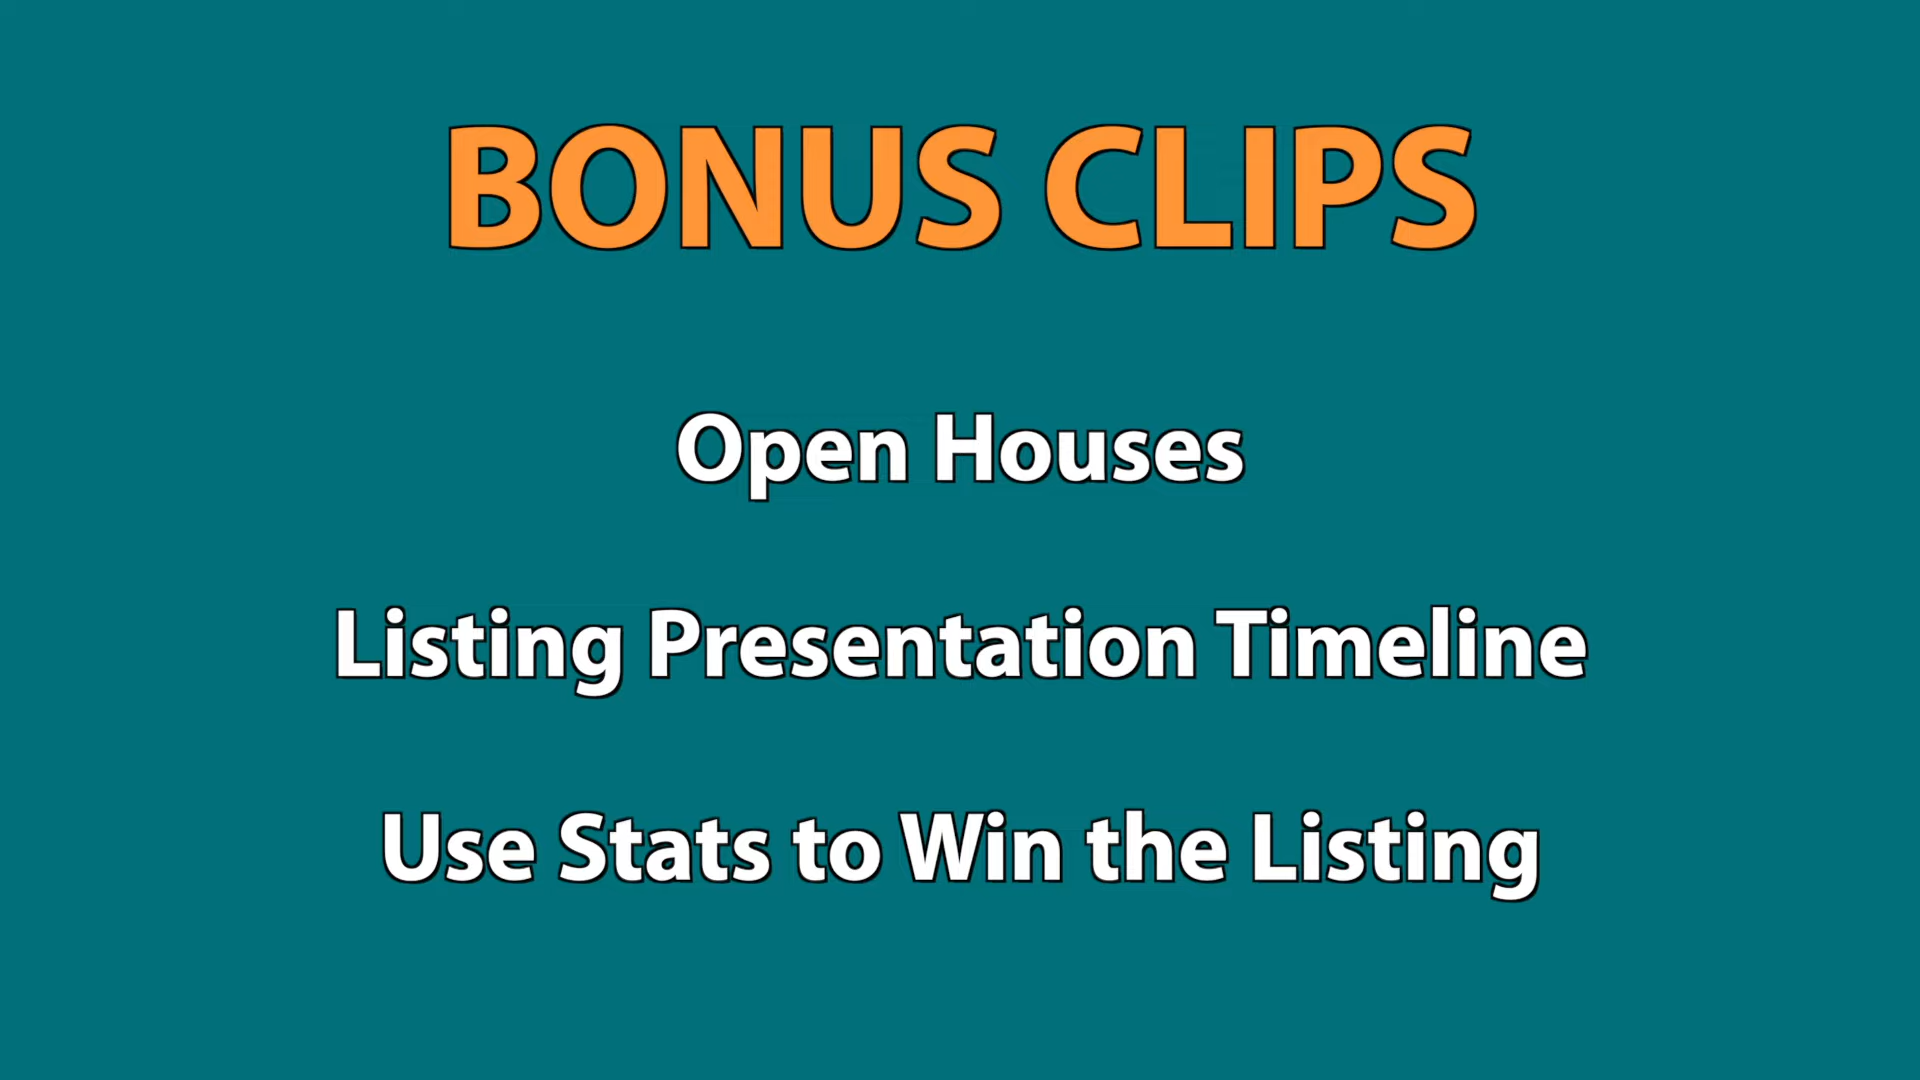 BONUS CLIPS
Open Houses
Listing Presentation Timeline
Use Stats to Win the Listing